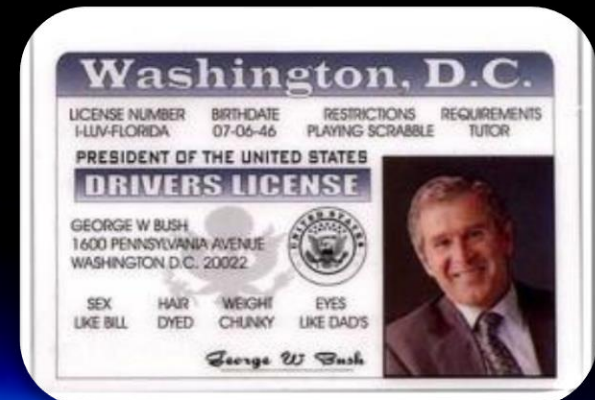 Washington, D.C.
LICENSE NUMBER BIRTHDATE RESTRICTIONS REQUIREMENTS
I-LUV-FLORIDA 07-06-46 PLAYING SCRABBLE TUTOR
PRESIDENT OF THE UNITED STATES
DRIVERS LICENSE
GEORGE W BUSH
1600 PENNSYLVANIA AVENUE
WASHINGTON D.C. 20022
UNITED STATES
SEX HAIR WEIGHT EYES
LIKE BILL DYED CHUNKY LIKE DAD'S
George W Bush